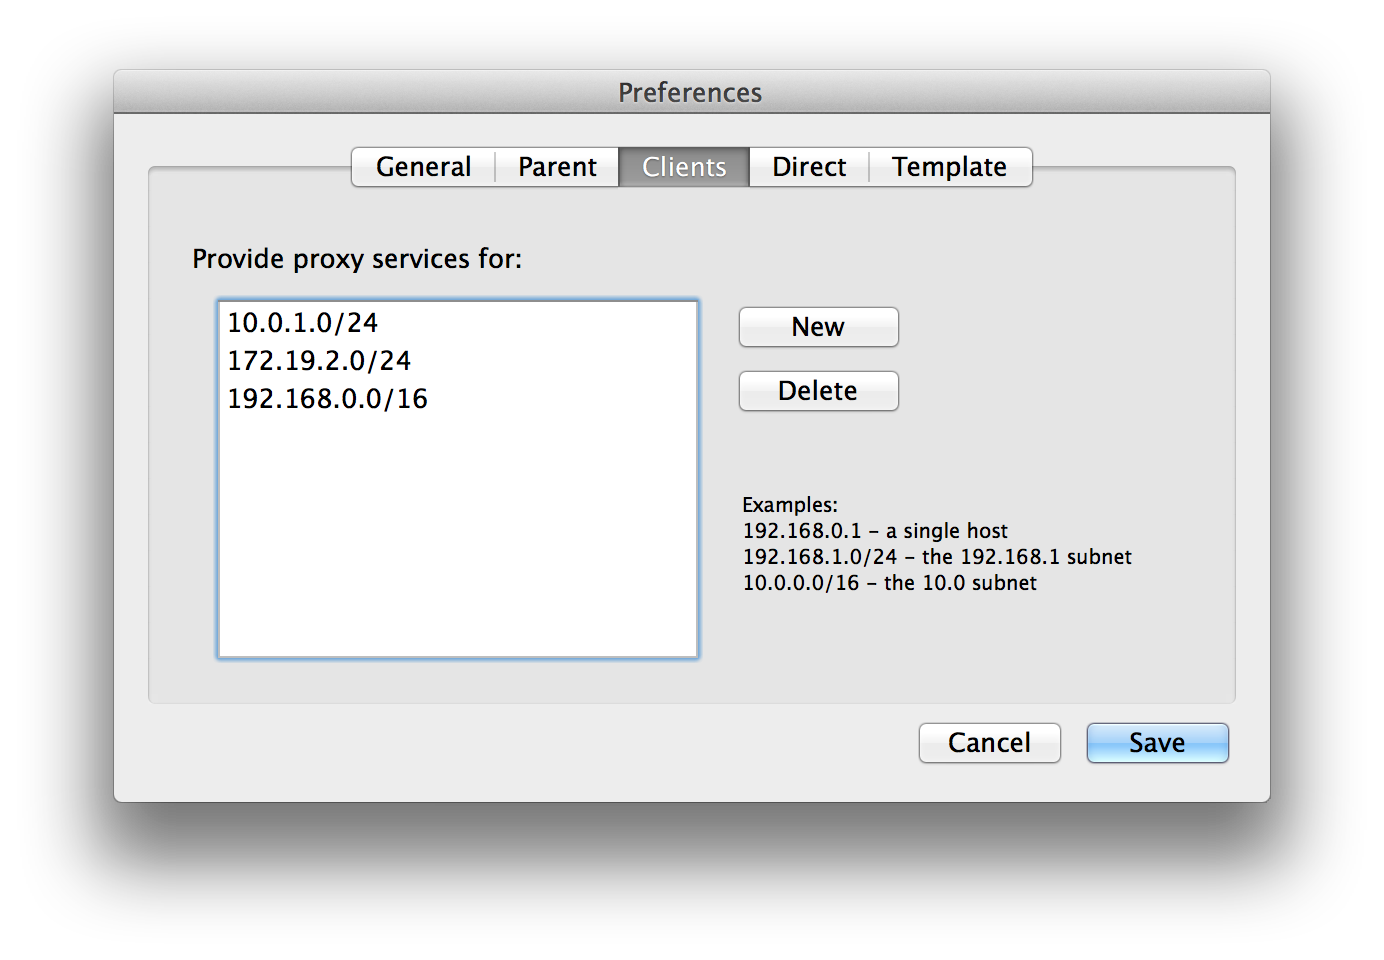 Preferences
General Parent Clients Direct Template
Provide proxy services for:
10.0.1.0/24
172.19.2.0/24
192.168.0.0/16
New
Delete
Examples:
192.168.0.1 – a single host
192.168.1.0/24 – the 192.168.1 subnet
10.0.0.0/16 – the 10.0 subnet
Cancel Save